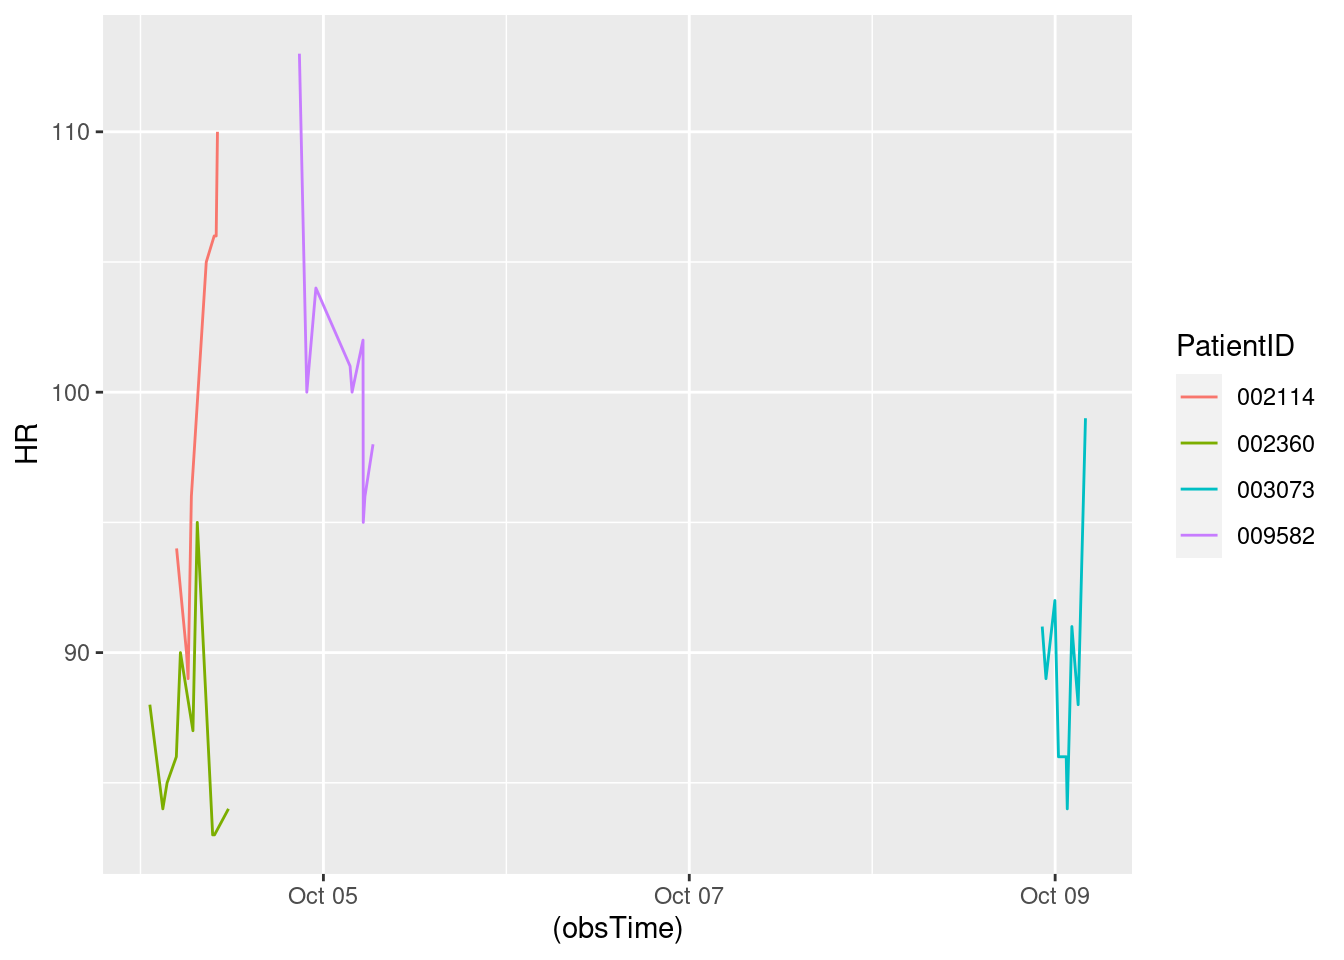 110
100
90
HR
Oct 05
Oct 07
Oct 09
(obsTime)
PatientID
002114
002360
003073
009582